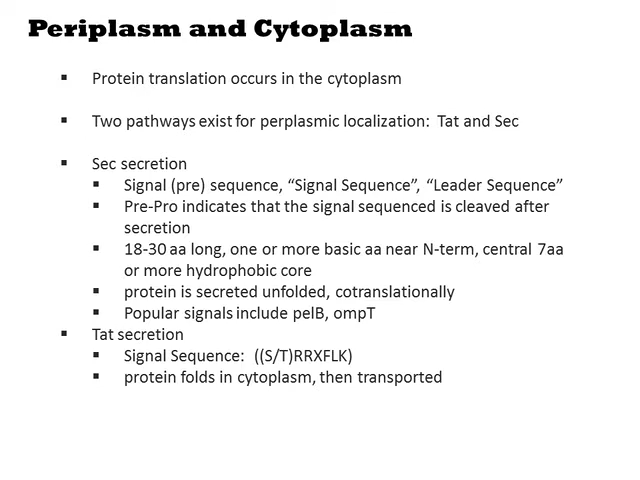 Periplasm and Cytoplasm
▪ Protein translation occurs in the cytoplasm
▪ Two pathways exist for perplasmic localization: Tat and Sec
▪ Sec secretion
▪ Signal (pre) sequence, “Signal Sequence”, “Leader Sequence”
▪ Pre-Pro indicates that the signal sequenced is cleaved after
secretion
▪ 18-30 aa long, one or more basic aa near N-term, central 7aa
or more hydrophobic core
▪ protein is secreted unfolded, cotranslationally
▪ Popular signals include pelB, ompT
▪ Tat secretion
▪ Signal Sequence: ((S/T)RRXFLK)
▪ protein folds in cytoplasm, then transported